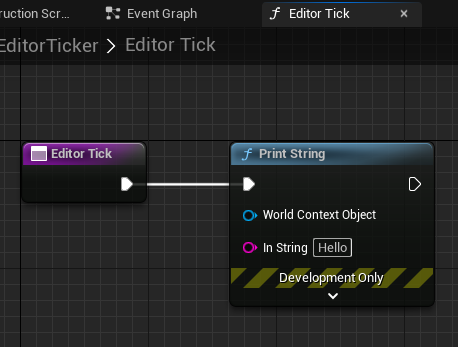 ruction Scr...
Event Graph
Editor Tick
EditorTicker > Editor Tick
Editor Tick
Print String
World Context Object
In String Hello
Development Only